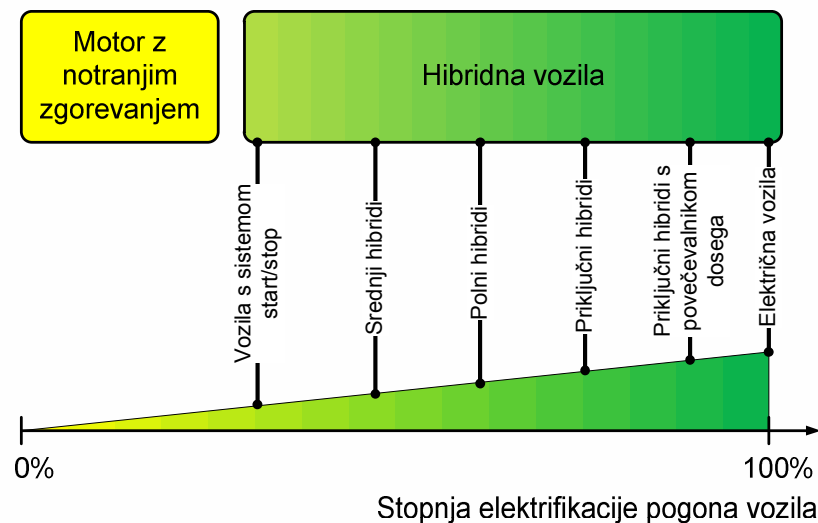 Motor z
notranjim
zgorevanjem
Hibridna vozila
Vozila s sistemom
start/stop
Srednji hibridi
Polni hibridi
Priključni hibridi
Priključni hibridi s
povečevalnikom
dosega
Električna vozila
0%
100%
Stopnja elektrifikacije pogona vozila